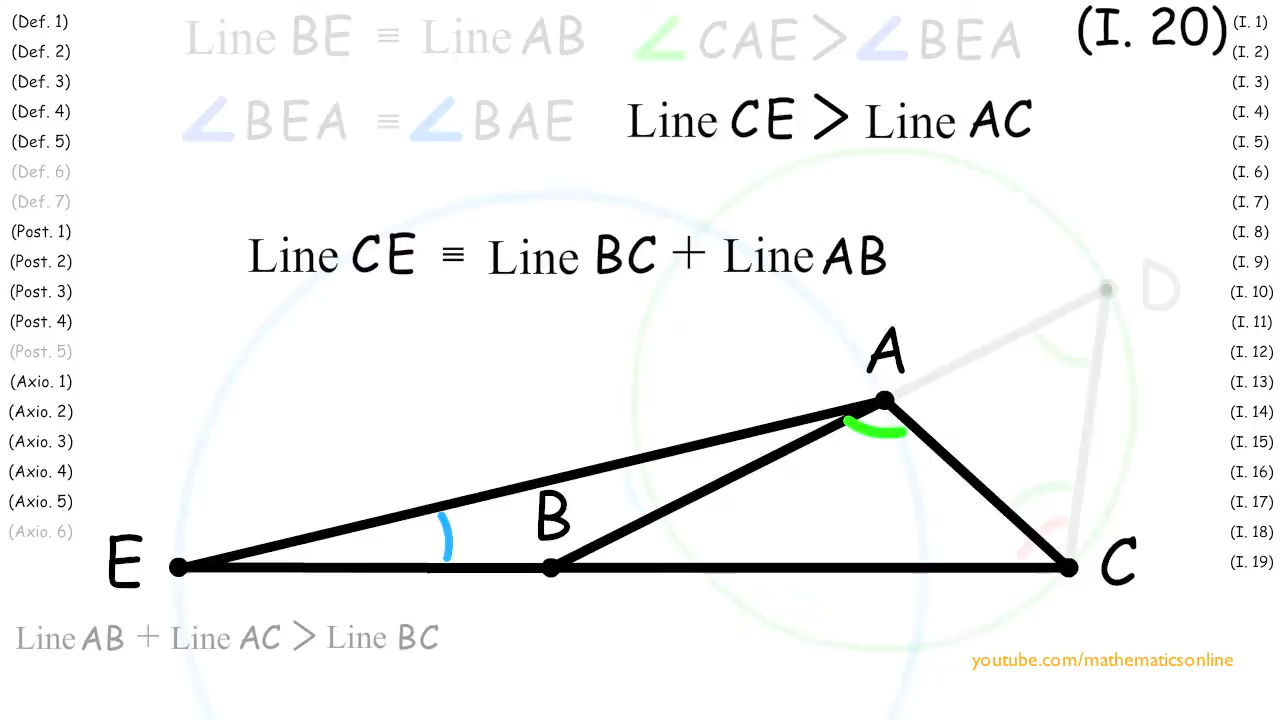 Line BE ≡ Line AB ∠CAE > ∠BEA (I. 20)
∠BEA ≡ ∠BAE Line CE > Line AC
Line CE ≡ Line BC + Line AB
(Def. 1)
(Def. 2)
(Def. 3)
(Def. 4)
(Def. 5)
(Def. 6)
(Def. 7)
(Post. 1)
(Post. 2)
(Post. 3)
(Post. 4)
(Post. 5)
(Axio. 1)
(Axio. 2)
(Axio. 3)
(Axio. 4)
(Axio. 5)
(Axio. 6)
(I. 1)
(I. 2)
(I. 3)
(I. 4)
(I. 5)
(I. 6)
(I. 7)
(I. 8)
(I. 9)
(I. 10)
(I. 11)
(I. 12)
(I. 13)
(I. 14)
(I. 15)
(I. 16)
(I. 17)
(I. 18)
(I. 19)
D
A
B
E
C
Line AB + Line AC > Line BC
youtube.com/mathematicsonline